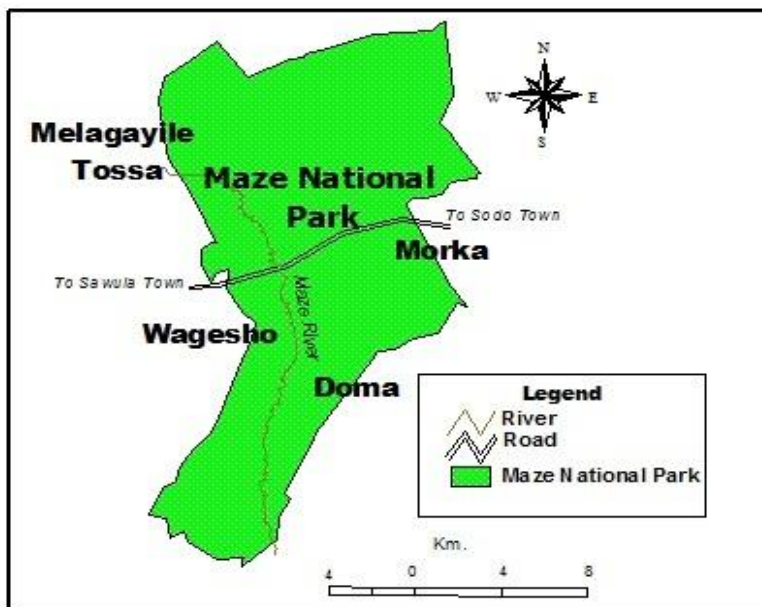 N
W E
S
Melagayile
Tossa
Maze National
Park
To Sodo Town
Morka
To Sawula Town
Maze River
Wagesho
Doma
Legend
River
Road
Maze National Park
Km.
4 0 4 8